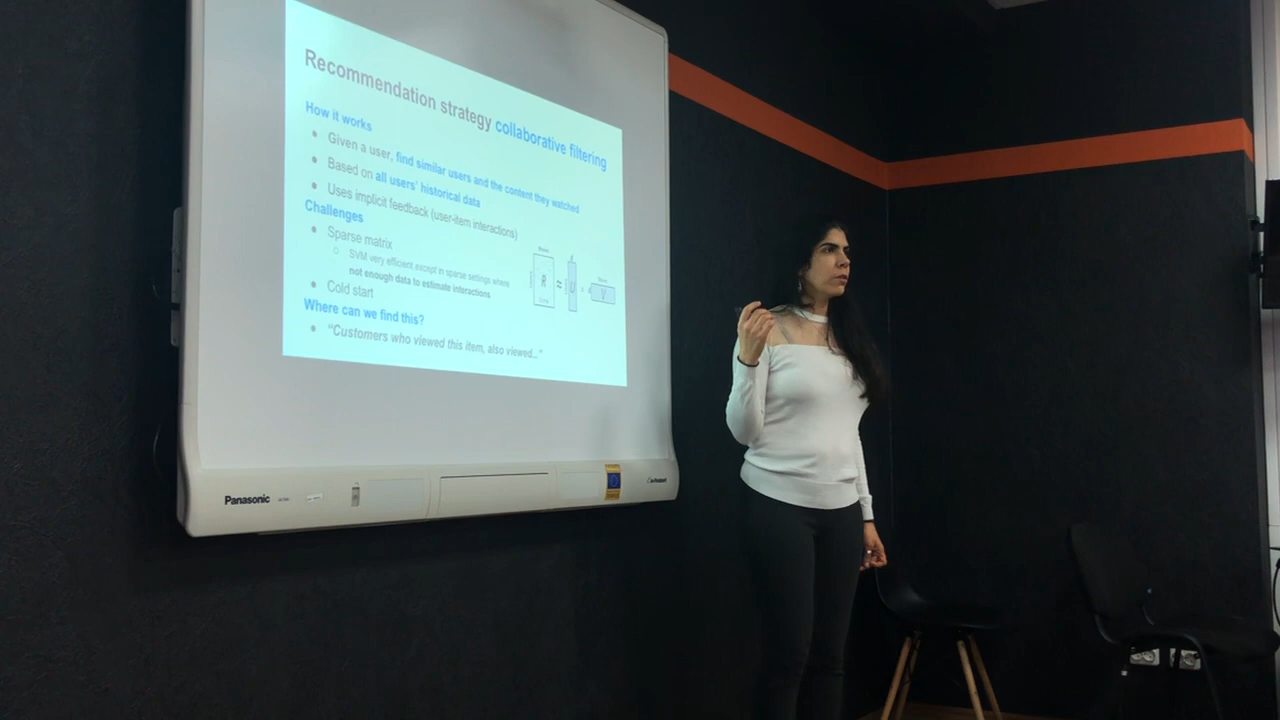 Recommendation strategy collaborative filtering
How it works
● Given a user, find similar users and the content they watched
● Based on all users' historical data
● Uses implicit feedback (user-item interactions)
Challenges
● Sparse matrix
○ SVM very efficient except in sparse settings where
not enough data to estimate interactions
● Cold start
Where can we find this?
● "Customers who viewed this item, also viewed..."
R
≈
U
V
Panasonic